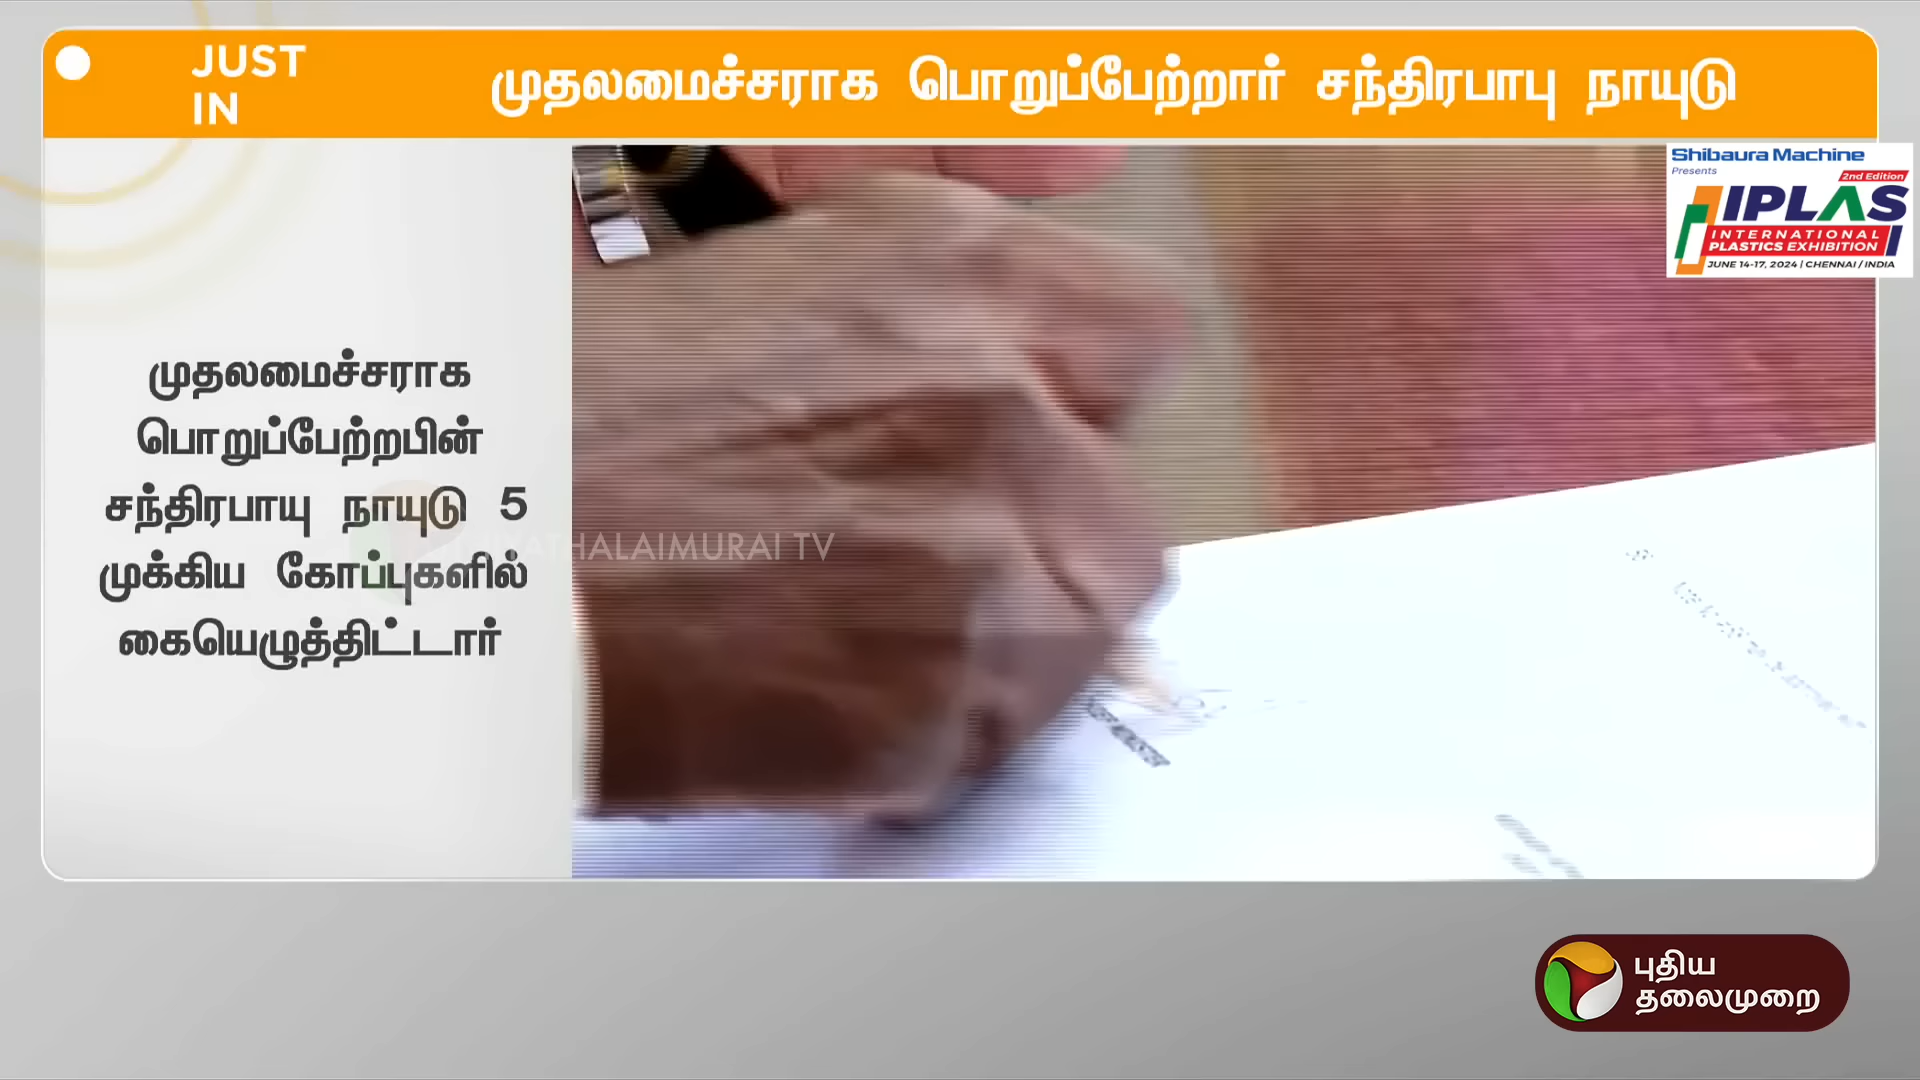 JUST
IN
முதலமைச்சராக பொறுப்பேற்றார் சந்திரபாபு நாயுடு
Shibaura Machine
Presents
2nd Edition
IPLAS
INTERNATIONAL
PLASTICS EXHIBITION
JUNE 14-17, 2024 | CHENNAI / INDIA
முதலமைச்சராக
பொறுப்பேற்றபின்
சந்திரபாயு நாயுடு 5
முக்கிய கோப்புகளில்
கையெழுத்திட்டார்
THALAIMURAI TV
புதிய
தலைமுறை